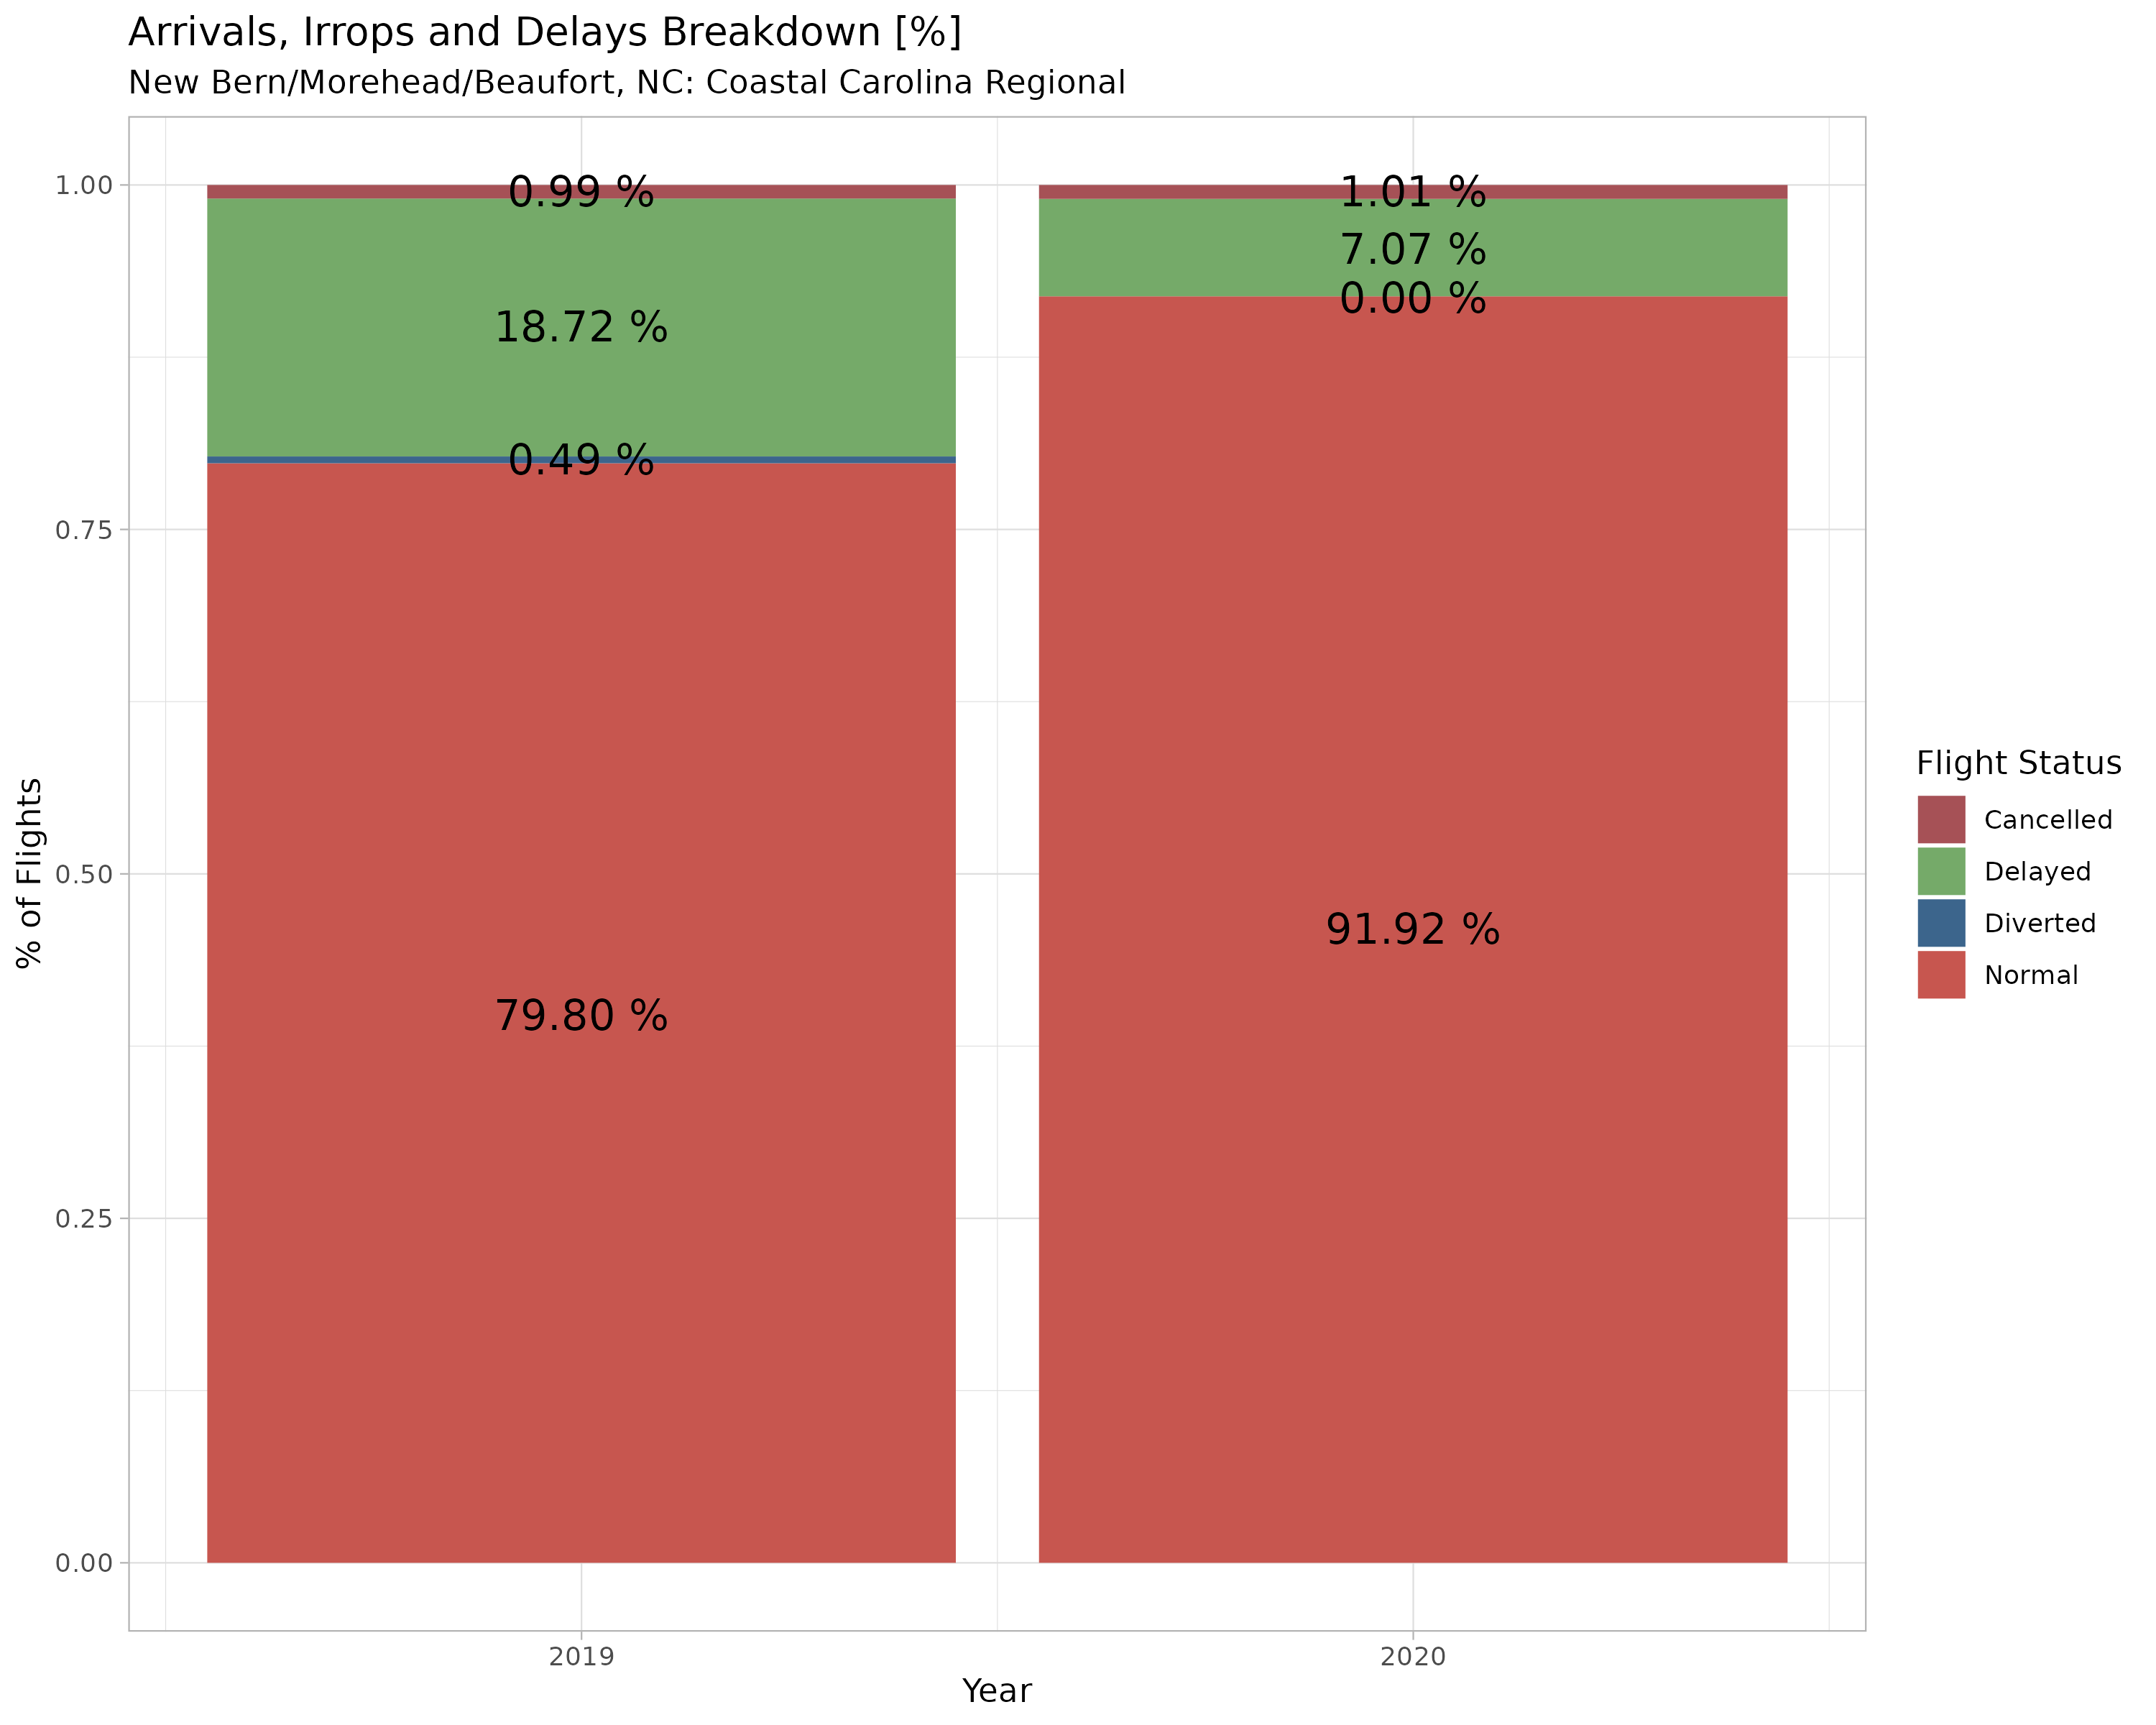 Arrivals, Irrops and Delays Breakdown [%]
New Bern/Morehead/Beaufort, NC: Coastal Carolina Regional
% of Flights
1.00
0.75
0.50
0.25
0.00
0.99 %
18.72 %
0.49 %
79.80 %
1.01 %
7.07 %
0.00 %
91.92 %
2019
2020
Year
Flight Status
Cancelled
Delayed
Diverted
Normal